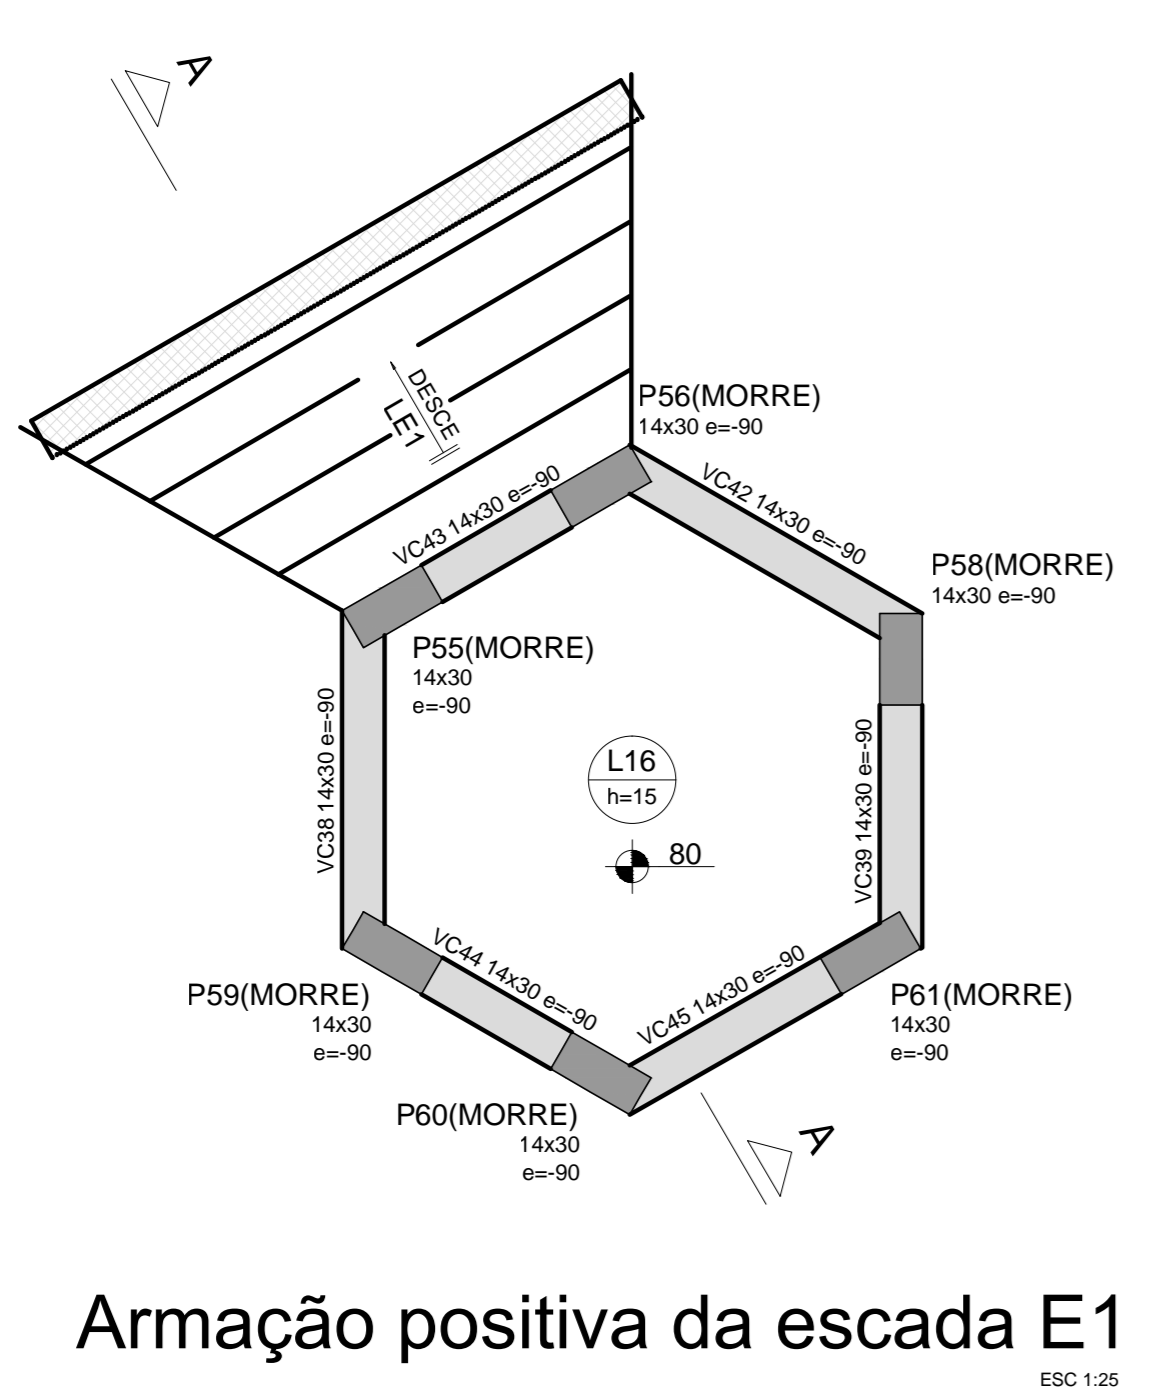 A
P56(MORRE)
14x30 e=-90
DESCE
LE1
VC43 14x30 e=-90
VC42 14x30 e=-90
P58(MORRE)
14x30 e=-90
P55(MORRE)
14x30
e=-90
VC38 14x30 e=-90
L16
h=15
80
VC39 14x30 e=-90
VC44 14x30 e=-90
VC45 14x30 e=-90
P59(MORRE)
14x30
e=-90
P61(MORRE)
14x30
e=-90
P60(MORRE)
14x30
e=-90
A
Armação positiva da escada E1
ESC 1:25